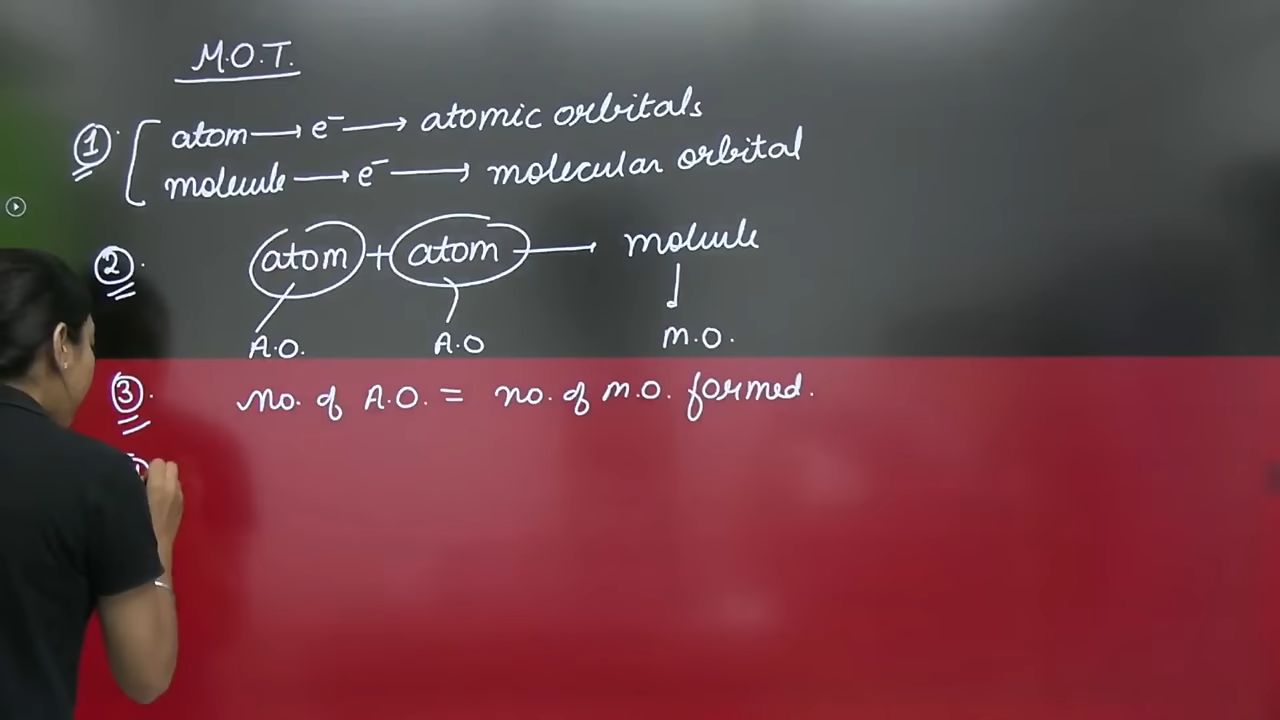 M.O.T.
① atom → e⁻ → atomic orbitals
molecule → e⁻ → molecular orbital
② atom + atom → molecule
A.O. A.O M.O.
③ no. of A.O. = no. of M.O. formed.